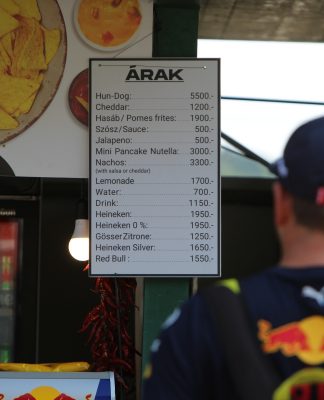 ÁRAK
Hun-Dog: 5500.-
Cheddar: 1200.-
Hasáb/ Pomes frites: 1900.-
Szósz/Sauce: 500.-
Jalapeno: 500.-
Mini Pancake Nutella: 3000.-
Nachos: 3300.-
(with salsa or cheddar)
Lemonade 1700.-
Water: 700.-
Drink: 1150.-
Heineken: 1950.-
Heineken 0 %: 1950.-
GösserZitrone: 1250.-
Heineken Silver: 1650.-
Red Bull: 1550.-